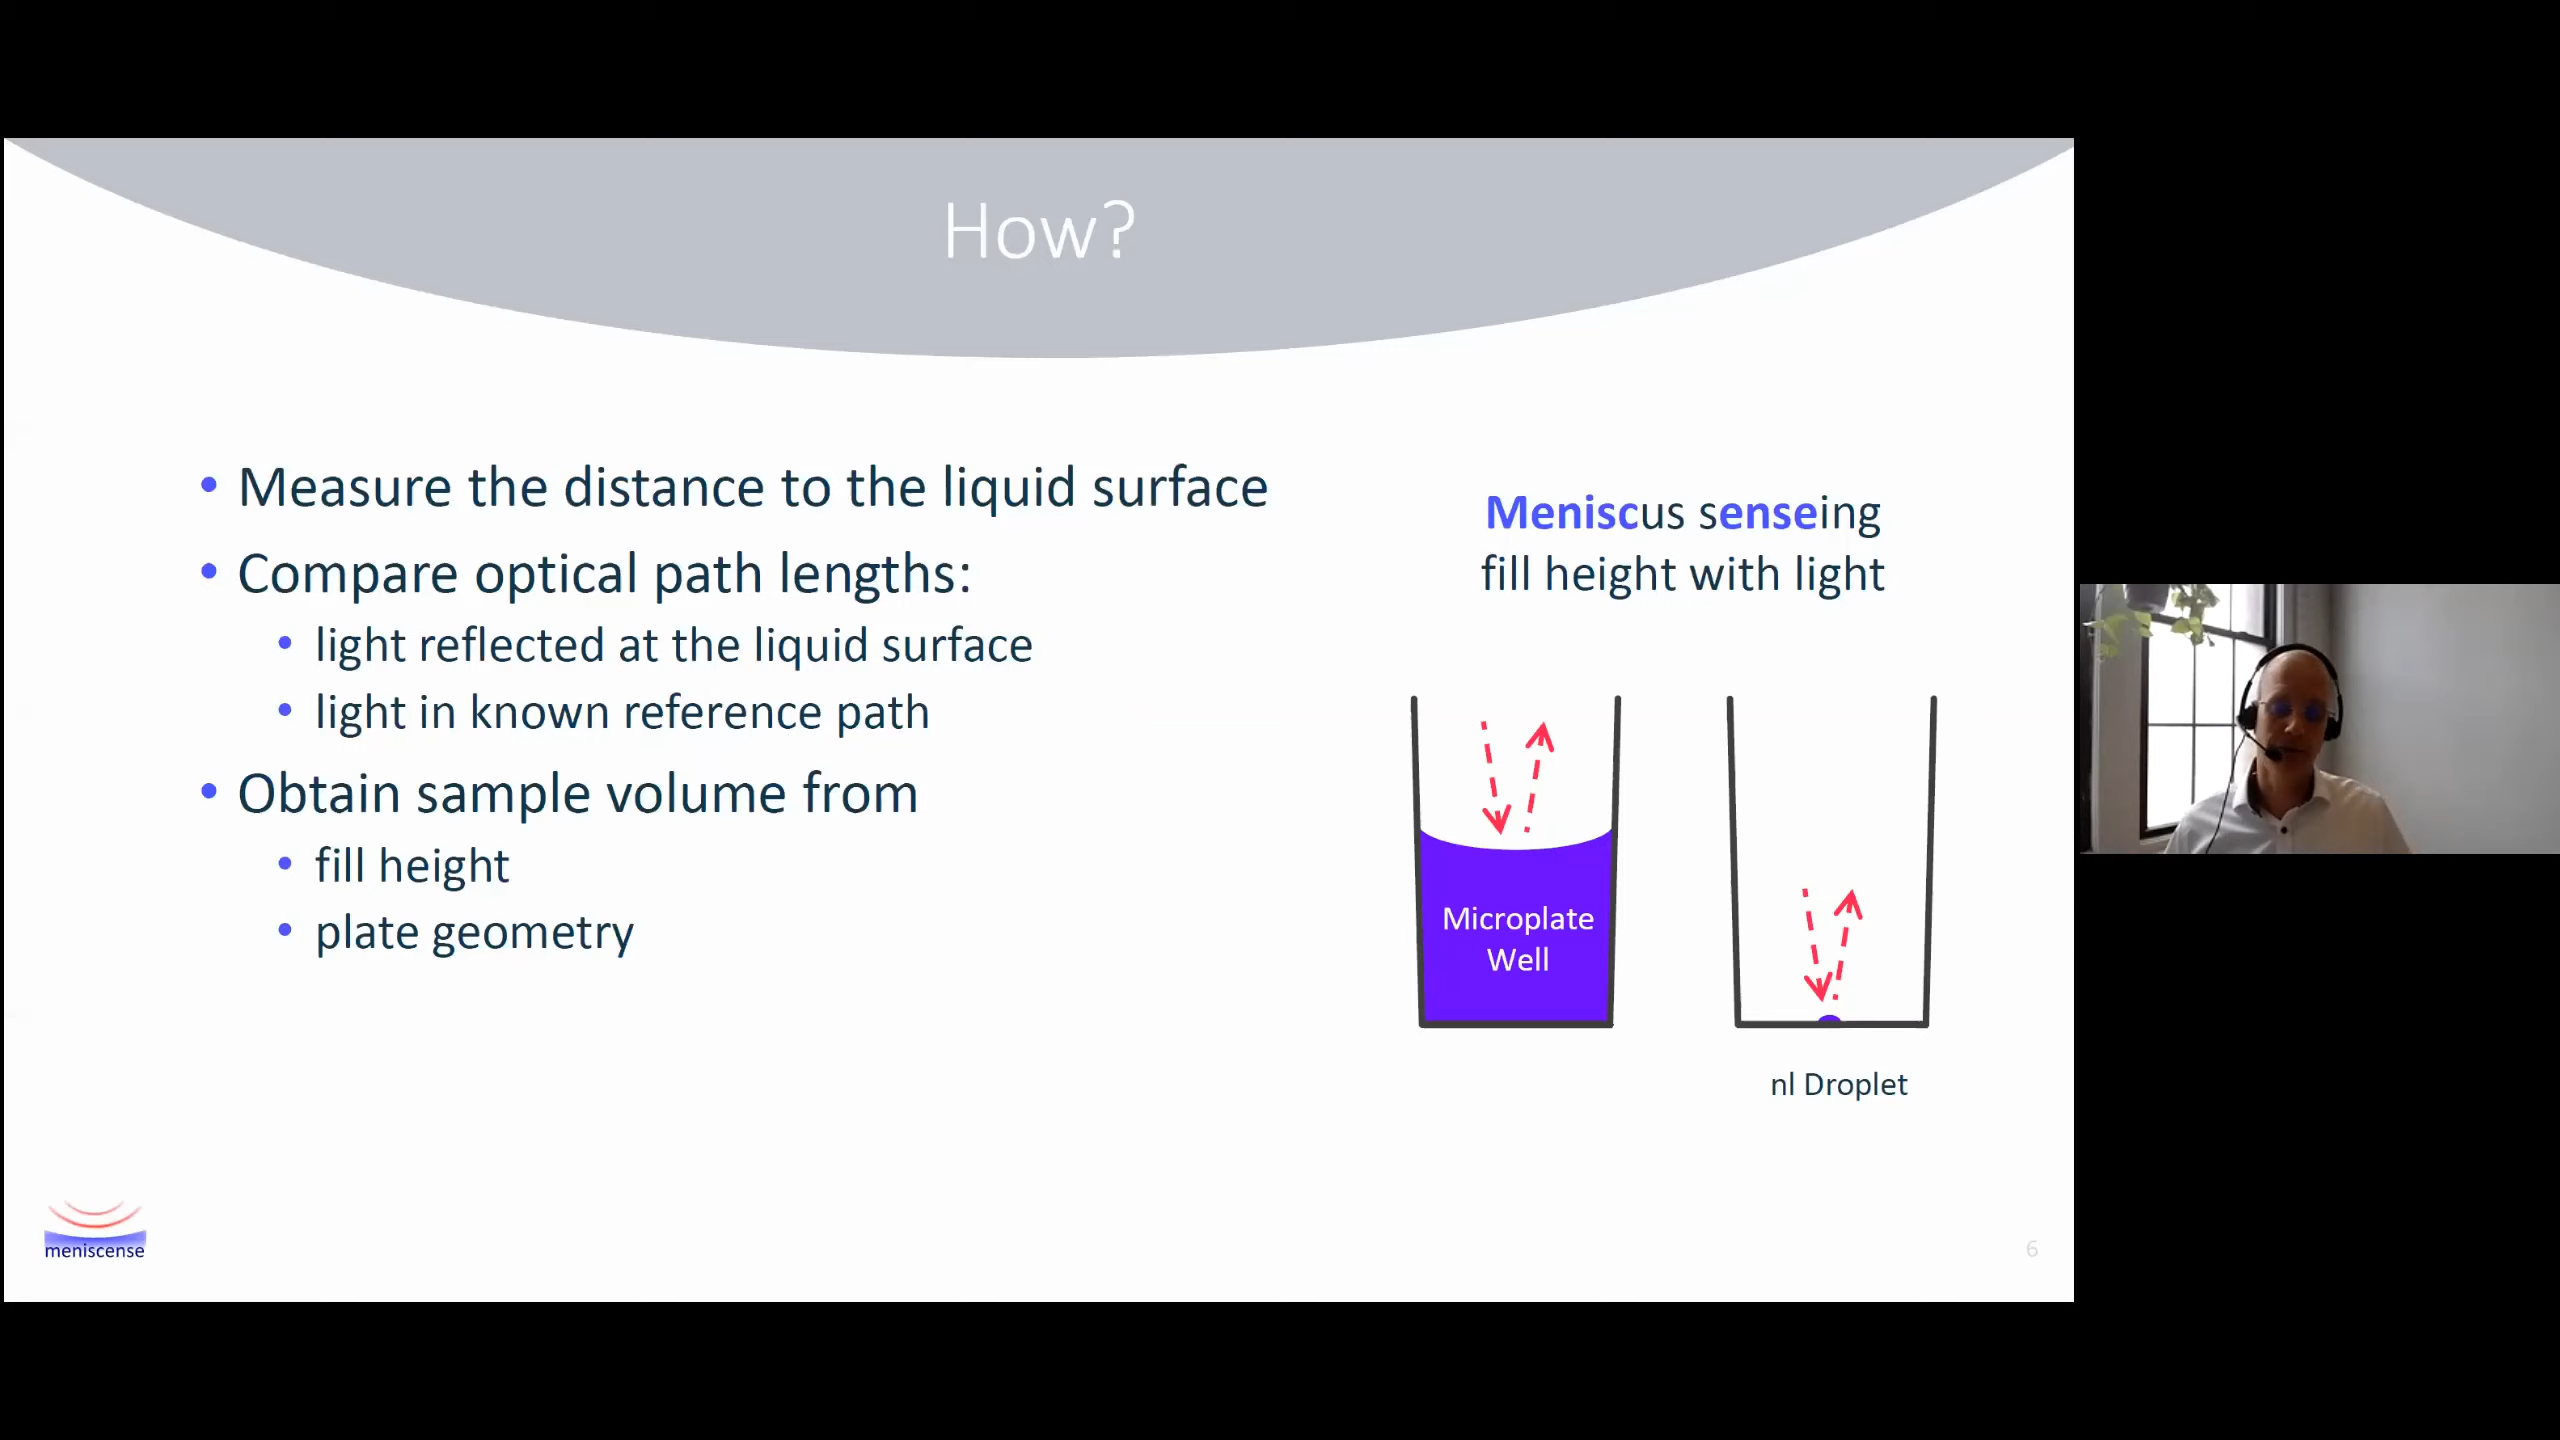 How?
• Measure the distance to the liquid surface
• Compare optical path lengths:
• light reflected at the liquid surface
• light in known reference path
• Obtain sample volume from
• fill height
• plate geometry
Meniscus senseing
fill height with light
Microplate
Well
nl Droplet
meniscense
6